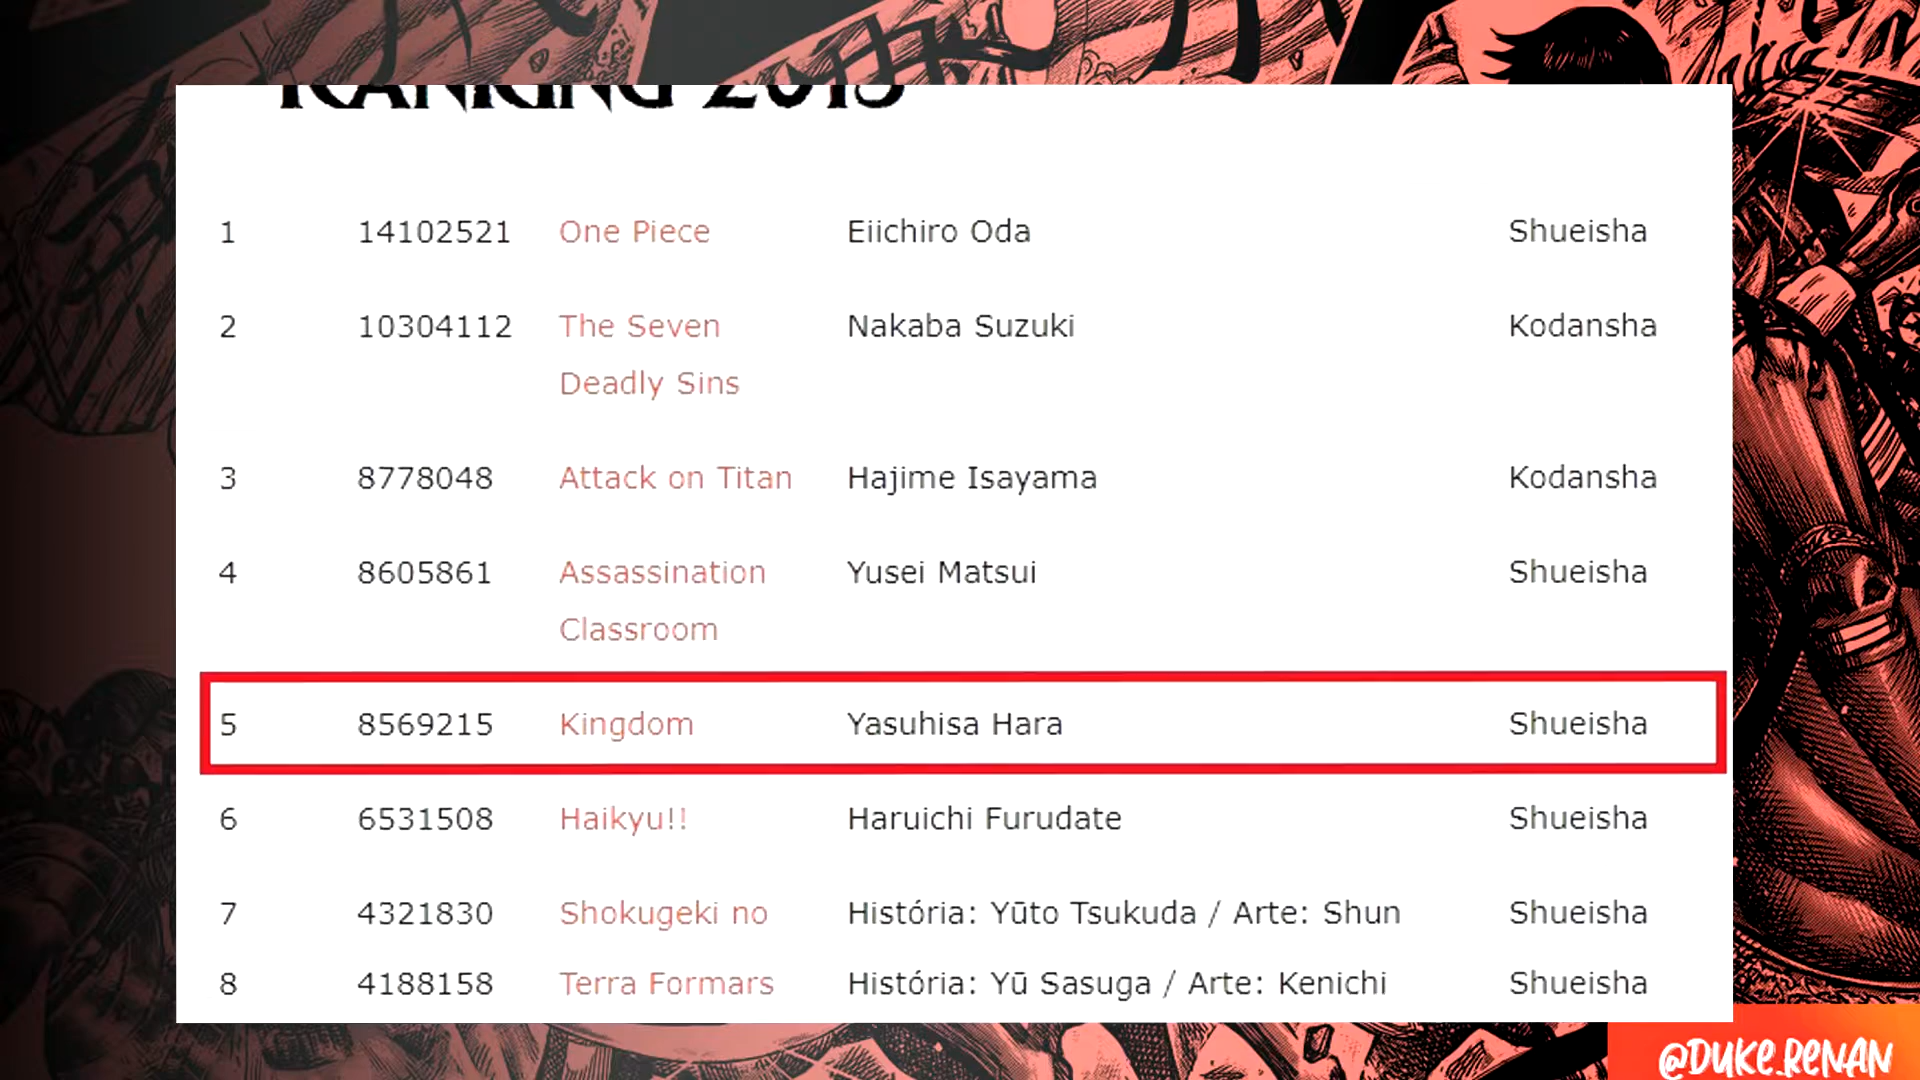 RANKING 2015
1 14102521 One Piece Eiichiro Oda Shueisha
2 10304112 The Seven Nakaba Suzuki Kodansha
Deadly Sins
3 8778048 Attack on Titan Hajime Isayama Kodansha
4 8605861 Assassination Yusei Matsui Shueisha
Classroom
5 8569215 Kingdom Yasuhisa Hara Shueisha
6 6531508 Haikyu!! Haruichi Furudate Shueisha
7 4321830 Shokugeki no História: Yūto Tsukuda / Arte: Shun Shueisha
8 4188158 Terra Formars História: Yū Sasuga / Arte: Kenichi Shueisha
@DUKE.RENAN